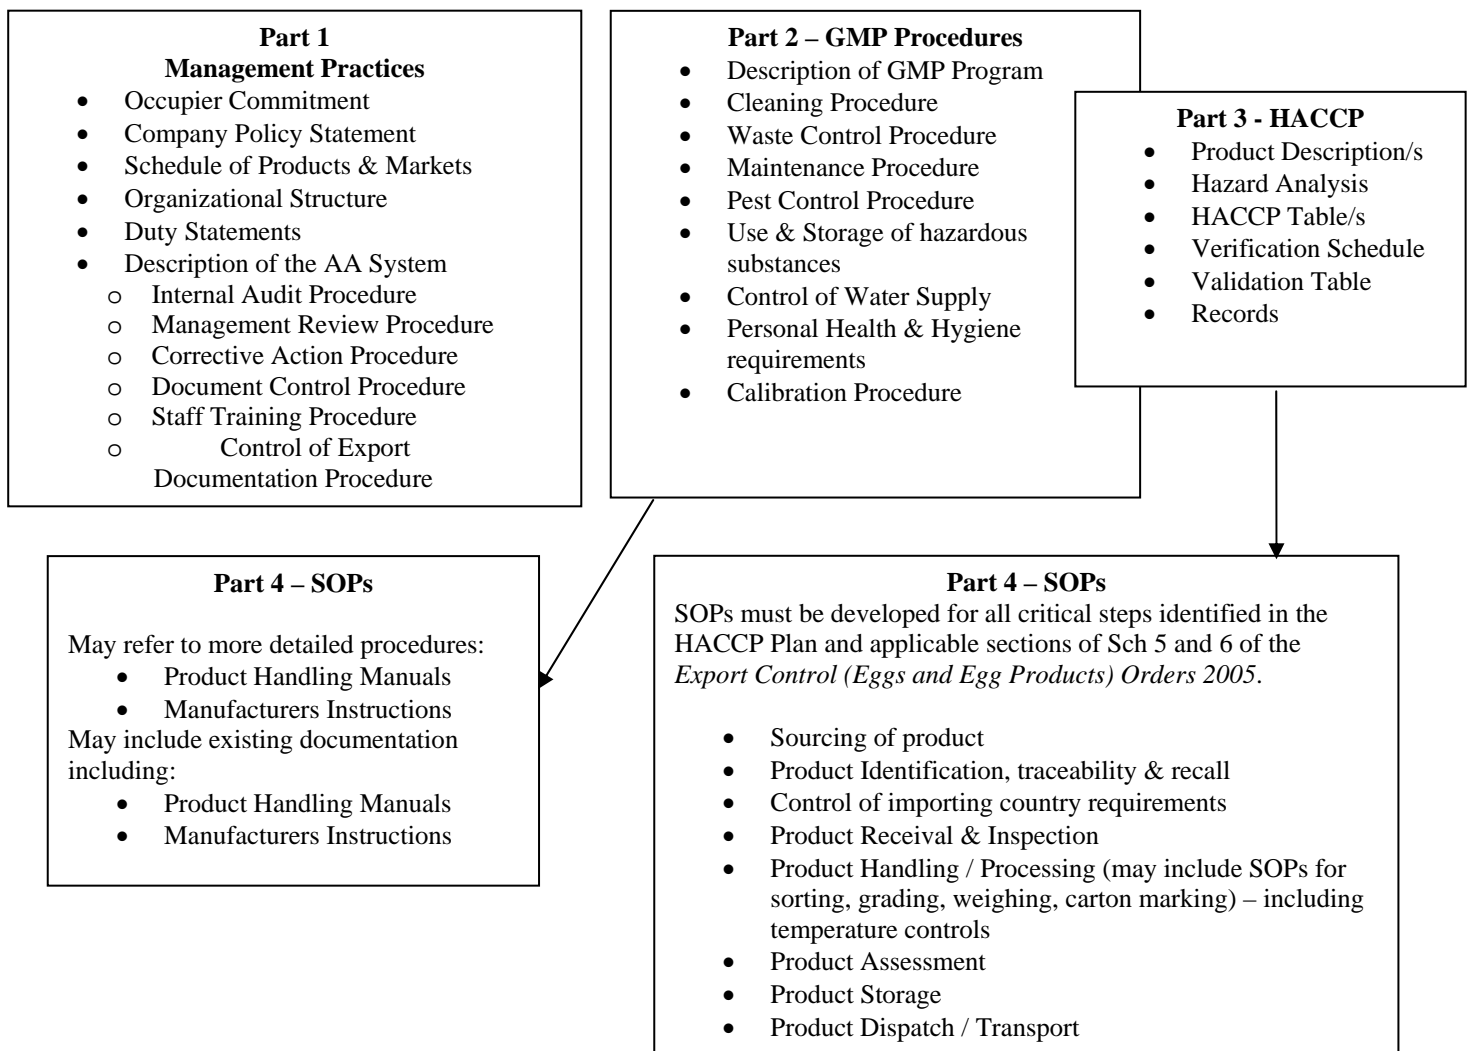 Part 1
Management Practices
• Occupier Commitment
• Company Policy Statement
• Schedule of Products & Markets
• Organizational Structure
• Duty Statements
• Description of the AA System
o Internal Audit Procedure
o Management Review Procedure
o Corrective Action Procedure
o Document Control Procedure
o Staff Training Procedure
o Control of Export
Documentation Procedure
Part 2 – GMP Procedures
• Description of GMP Program
• Cleaning Procedure
• Waste Control Procedure
• Maintenance Procedure
• Pest Control Procedure
• Use & Storage of hazardous
substances
• Control of Water Supply
• Personal Health & Hygiene
requirements
• Calibration Procedure
Part 3 - HACCP
• Product Description/s
• Hazard Analysis
• HACCP Table/s
• Verification Schedule
• Validation Table
• Records
Part 4 – SOPs
May refer to more detailed procedures:
• Product Handling Manuals
• Manufacturers Instructions
May include existing documentation
including:
• Product Handling Manuals
• Manufacturers Instructions
Part 4 – SOPs
SOPs must be developed for all critical steps identified in the
HACCP Plan and applicable sections of Sch 5 and 6 of the
Export Control (Eggs and Egg Products) Orders 2005.
• Sourcing of product
• Product Identification, traceability & recall
• Control of importing country requirements
• Product Receival & Inspection
• Product Handling / Processing (may include SOPs for
sorting, grading, weighing, carton marking) – including
temperature controls
• Product Assessment
• Product Storage
• Product Dispatch / Transport